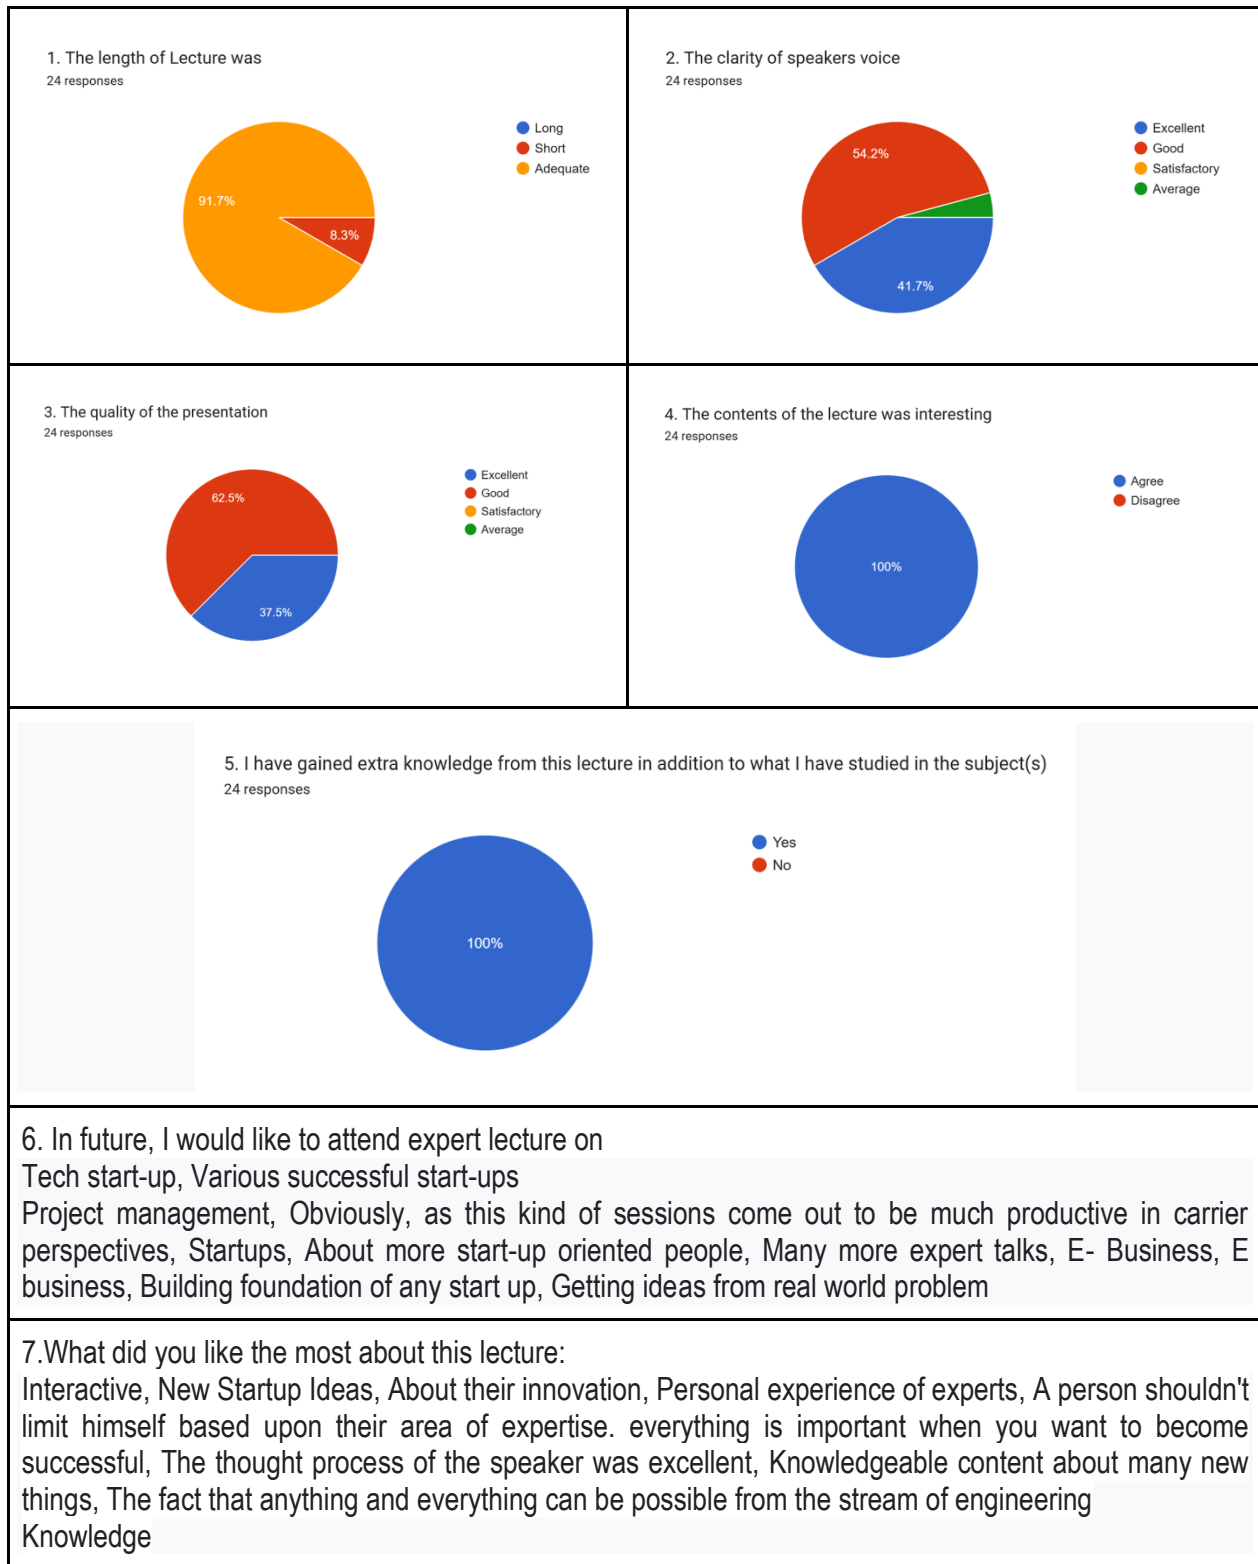 1. The length of Lecture was
24 responses
Long
Short
Adequate
91.7%
8.3%
2. The clarity of speakers voice
24 responses
Excellent
Good
Satisfactory
Average
54.2%
41.7%
3. The quality of the presentation
24 responses
Excellent
Good
Satisfactory
Average
62.5%
37.5%
4. The contents of the lecture was interesting
24 responses
Agree
Disagree
100%
5. I have gained extra knowledge from this lecture in addition to what I have studied in the subject(s)
24 responses
Yes
No
100%
6. In future, I would like to attend expert lecture on
Tech start-up, Various successful start-ups
Project management, Obviously, as this kind of sessions come out to be much productive in carrier
perspectives, Startups, About more start-up oriented people, Many more expert talks, E- Business, E
business, Building foundation of any start up, Getting ideas from real world problem
7.What did you like the most about this lecture:
Interactive, New Startup Ideas, About their innovation, Personal experience of experts, A person shouldn't
limit himself based upon their area of expertise. everything is important when you want to become
successful, The thought process of the speaker was excellent, Knowledgeable content about many new
things, The fact that anything and everything can be possible from the stream of engineering
Knowledge